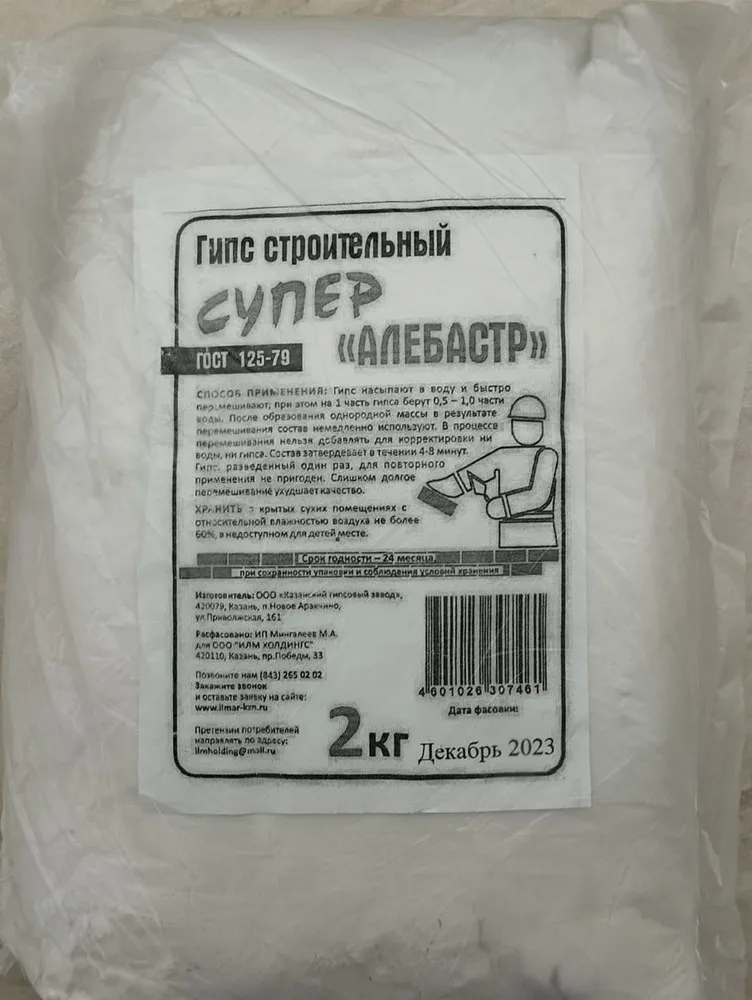 Гипс строительный
СУПЕР
ГОСТ 125-79
«АЛЕБАСТР»
СПОСОБ ПРИМЕНЕНИЯ: Гипс насыпают в воду и быстро
перемешивают, при этом на 1 часть гипса берут 0,5 – 1,0 части
воды. После образования однородной массы в результате
перемешивания состав немедленно используют. В процессе
перемешивания нельзя добавлять для корректировки ни
воды, ни гипса. Состав затвердевает в течении 4-8 минут.
Гипс, разведенный один раз, для повторного
применения не пригоден. Слишком долгое
перемешивание ухудшает качество.
ХРАНИТЬ в крытых сухих помещениях с
относительной влажностью воздуха не более
60%, в недоступном для детей месте.
Срок годности – 24 месяца,
при сохранности упаковки и соблюдения условий хранения
Изготовитель: ООО «Казанский гипсовый завод»,
420079, Казань, п.Новое Аракчино,
ул.Приволжская, 161
Расфасовано: ИП Мингалеев М.А.
для ООО "ИЛМ ХОЛДИНГС"
420110, Казань, пр.Победы, 33
Позвоните нам (843) 265 02 02
Закажите звонок
и оставьте заявку на сайте:
www.ilmar-kzn.ru
Претензии потребителей
направлять по адресу:
ilmholding@mail.ru
4 601026 307461
Дата фасовки:
2кг
Декабрь 2023